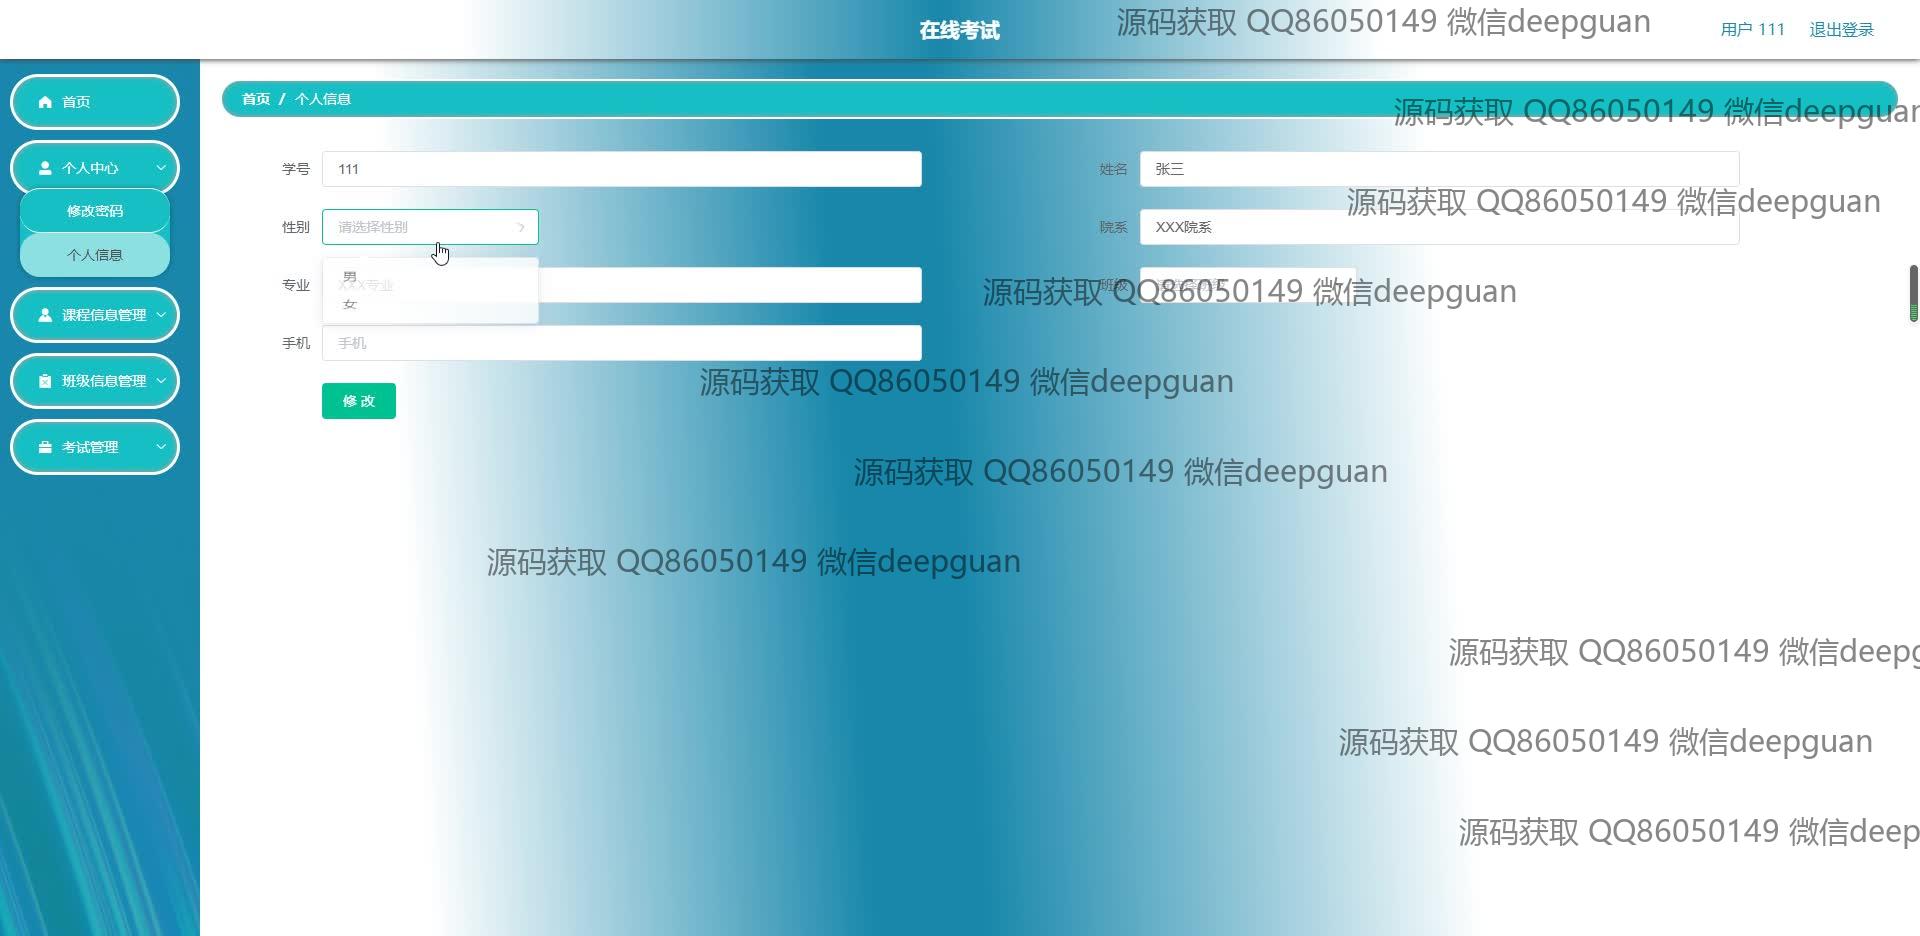 在线考试
源码获取 QQ86050149 微信deepguan
用户 111
退出登录
首页
个人中心
修改密码
个人信息
课程信息管理
班级信息管理
考试管理
首页 / 个人信息
源码获取 QQ86050149 微信deepguan
学号 111
姓名 张三
源码获取 QQ86050149 微信deepguan
性别 请选择性别
院系 XXX院系
男
女
专业 XXX专业
班级
源码获取 QQ86050149 微信deepguan
手机 手机
源码获取 QQ86050149 微信deepguan
修改
源码获取 QQ86050149 微信deepguan
源码获取 QQ86050149 微信deepguan
源码获取 QQ86050149 微信deepg
源码获取 QQ86050149 微信deepguan
源码获取 QQ86050149 微信deep